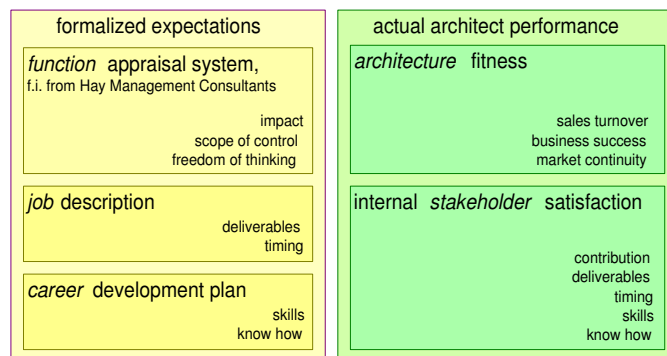 formalized expectations
function appraisal system,
f.i. from Hay Management Consultants
impact
scope of control
freedom of thinking
job description
deliverables
timing
career development plan
skills
know how
actual architect performance
architecture fitness
sales turnover
business success
market continuity
internal stakeholder satisfaction
contribution
deliverables
timing
skills
know how